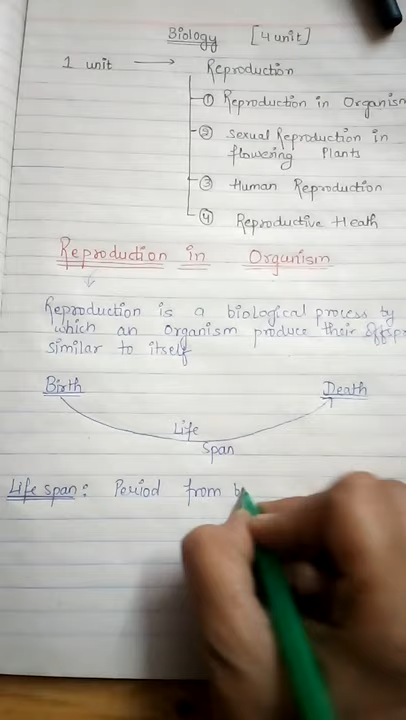 Biology [4 unit]
1 unit → Reproduction
① Reproduction in Organism
② Sexual Reproduction in
flowering Plants
③ Human Reproduction
④ Reproductive Heath
Reproduction in Organism
Reproduction is a biological process by
which an organism produce their
similar to itself
Birth Death
Life
Span
Life span: Period from b